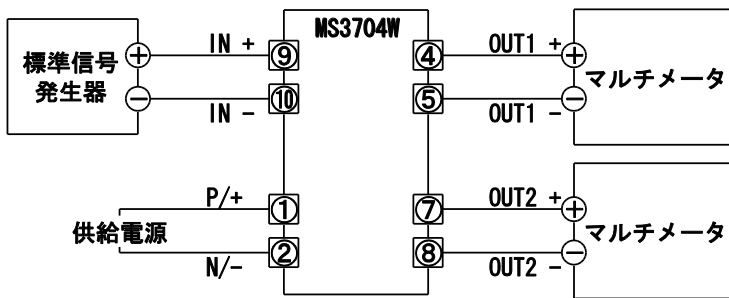 MS3704W
標準信号
発生器
+
IN +
⑨
④
OUT1 +
+
マルチメータ
−
IN -
⑩
⑤
OUT1 -
−
供給電源
P/+
①
⑦
OUT2 +
+
マルチメータ
N/-
②
⑧
OUT2 -
−